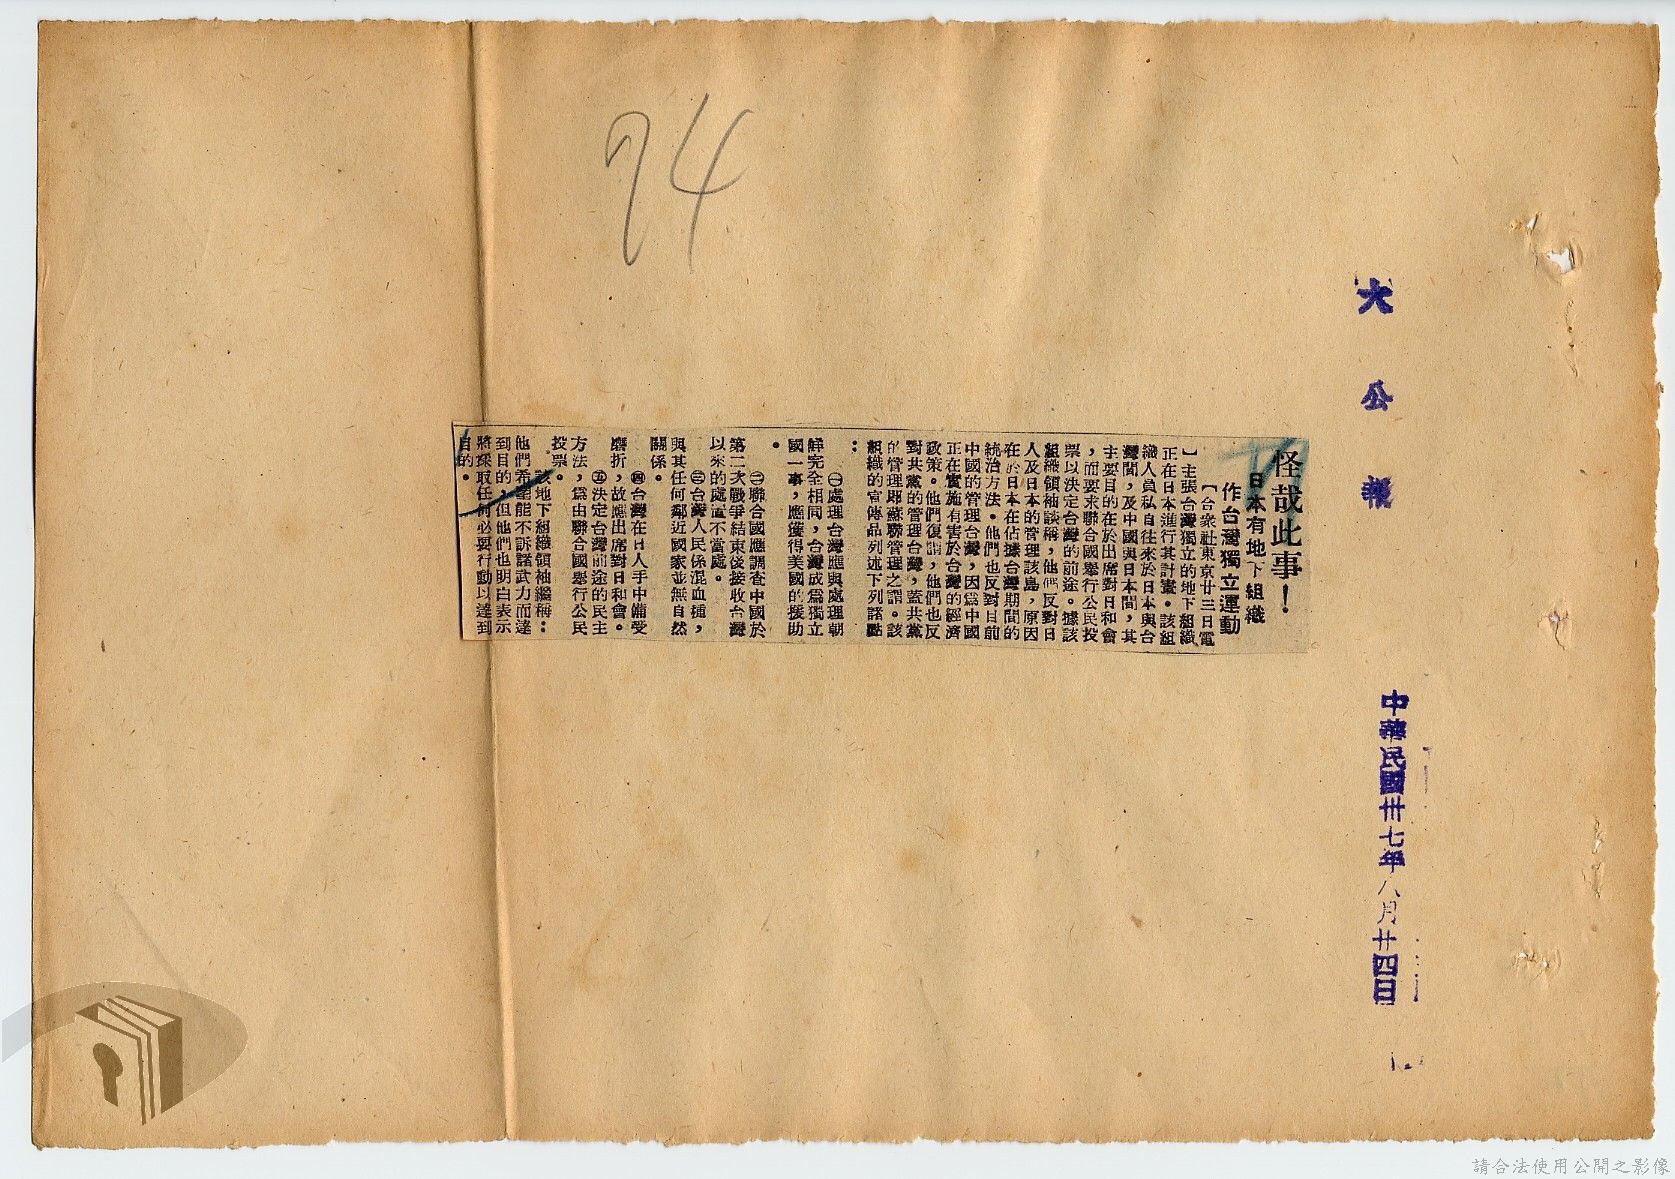 74
大公報
中華民國卅七年八月廿四日
怪哉此事！
日本有地下組織
作台灣獨立運動
【合衆社東京廿三日電
】主張台灣獨立的地下組織
正在日本進行其計畫。該組
織人員私自往來於日本與台
灣間，及中國與日本間，其
主要目的在於出席對日和會
，而要求聯合國舉行公民投
票以決定台灣的前途。據該
組織領袖談稱，他們反對日
人及日本的管理該島，原因
在於日本在佔據台灣期間的
統治方法。他們也反對目前
中國的管理台灣，因爲中國
正在實施有害於台灣的經濟
政策。他們復謂，他們也反
對共黨的管理台灣，蓋共黨
的管理即蘇聯管理之謂。該
組織的宣傳品列述下列諸點
：
㊀處理台灣應與處理朝
鮮完全相同，台灣成爲獨立
國一事，應獲得美國的援助
。
㊁聯合國應調查中國於
第二次戰爭結束後接收台灣
以來的處置不當處。
㊂台灣人民係混血種，
與其任何鄰近國家並無自然
關係。
㊃台灣在日人手中備受
磨折，故應出席對日和會。
㊄決定台灣前途的民主
方法，爲由聯合國舉行公民
投票。
該地下組織領袖繼稱：
他們希望能不訴諸武力而達
到目的，但他們也明白表示
將採取任何必要行動以達到
目的。
請合法使用公開之影像